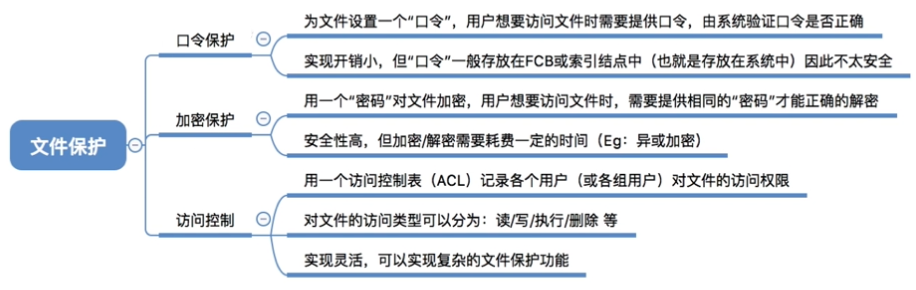 文件保护
口令保护
为文件设置一个“口令”，用户想要访问文件时需要提供口令，由系统验证口令是否正确
实现开销小，但“口令”一般存放在FCB或索引结点中（也就是存放在系统中）因此不太安全
加密保护
用一个“密码”对文件加密，用户想要访问文件时，需要提供相同的“密码”才能正确的解密
安全性高，但加密/解密需要耗费一定的时间（Eg：异或加密）
访问控制
用一个访问控制表（ACL）记录各个用户（或各组用户）对文件的访问权限
对文件的访问类型可以分为：读/写/执行/删除 等
实现灵活，可以实现复杂的文件保护功能